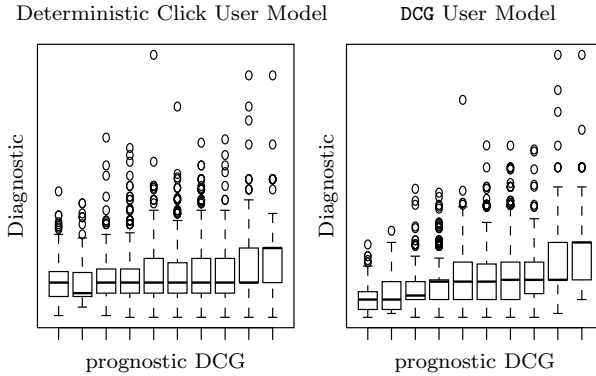 Deterministic Click User Model
DCG User Model
Diagnostic
Diagnostic
prognostic DCG
prognostic DCG